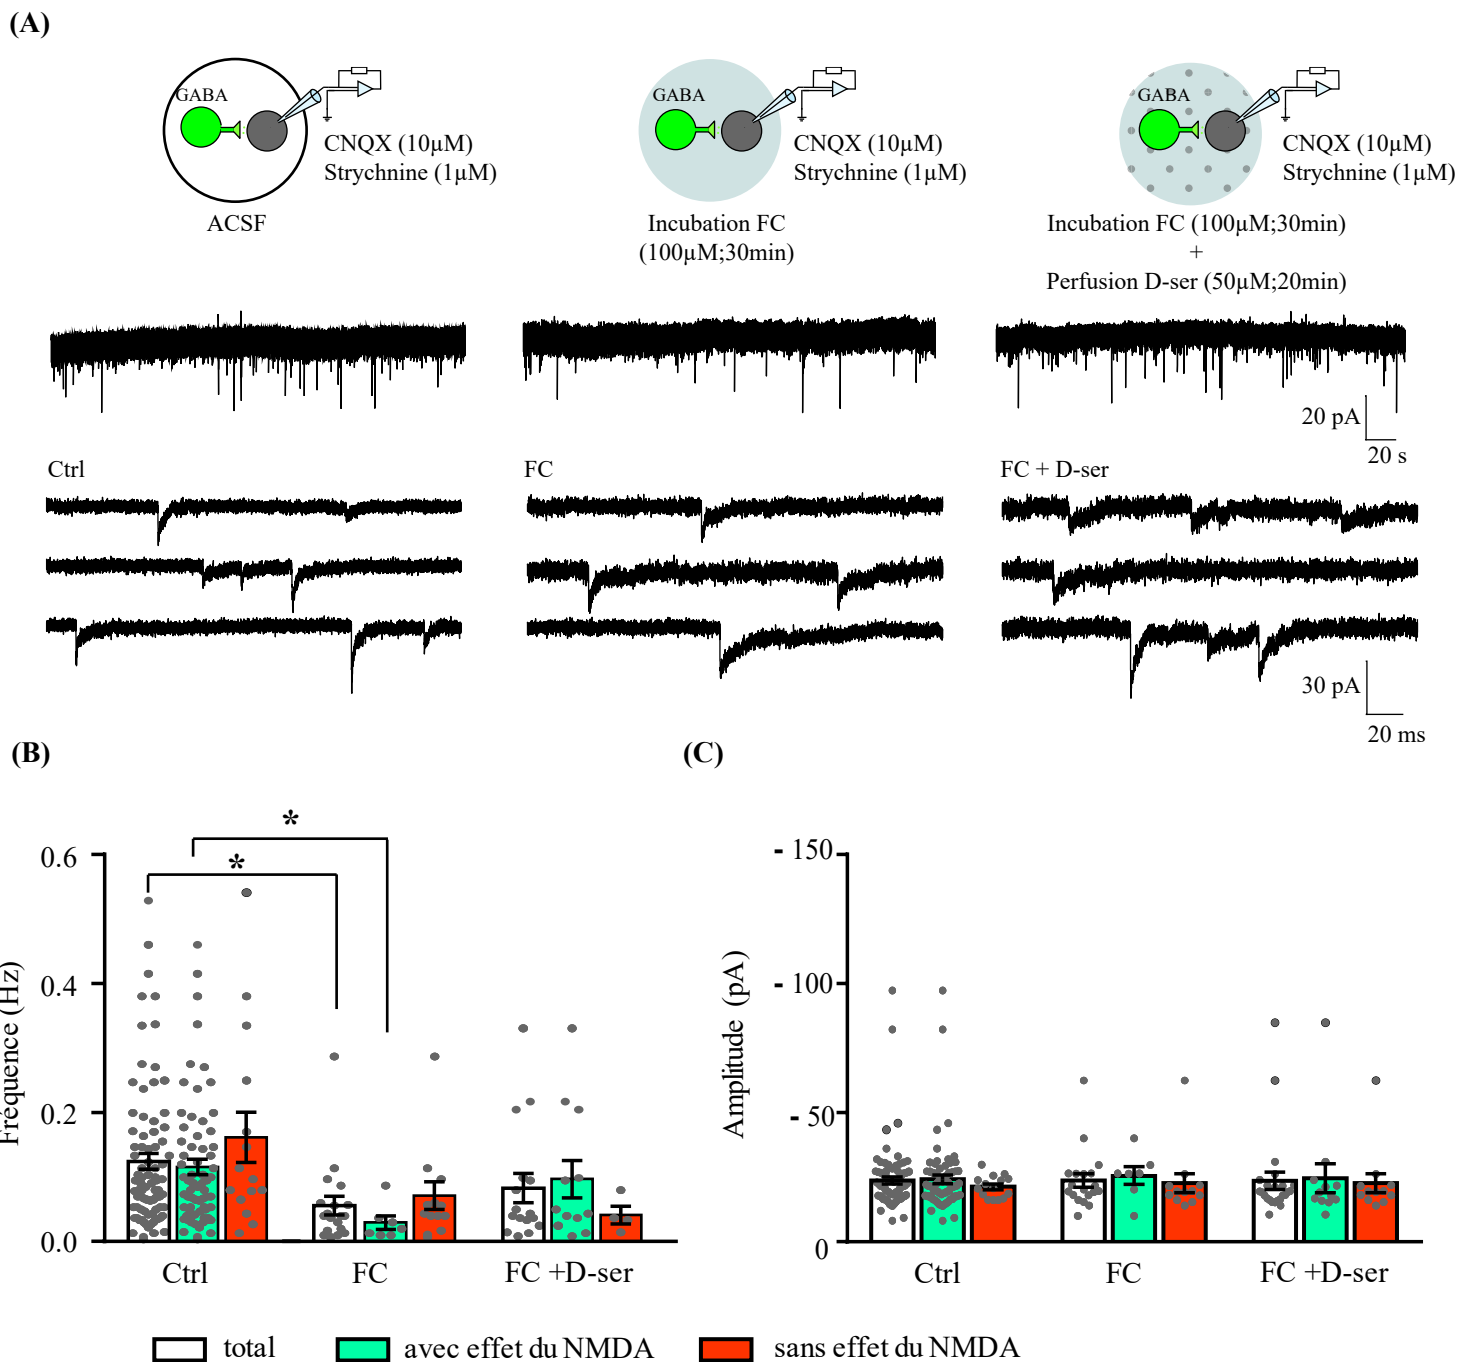 (A)
GABA
CNQX (10µM)
Strychnine (1µM)
ACSF
GABA
CNQX (10µM)
Strychnine (1µM)
Incubation FC
(100µM;30min)
GABA
CNQX (10µM)
Strychnine (1µM)
Incubation FC (100µM;30min)
+
Perfusion D-ser (50µM;20min)
20 pA
20 s
Ctrl
FC
FC + D-ser
30 pA
20 ms
(B)
Fréquence (Hz)
0.6
0.4
0.2
0.0
*
*
Ctrl
FC
FC +D-ser
(C)
Amplitude (pA)
- 150
- 100
- 50
0
Ctrl
FC
FC +D-ser
total
avec effet du NMDA
sans effet du NMDA